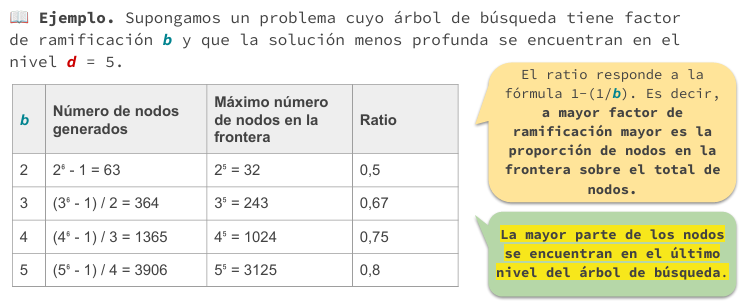 📖 Ejemplo. Supongamos un problema cuyo árbol de búsqueda tiene factor
de ramificación b y que la solución menos profunda se encuentran en el
nivel d = 5.
b
Número de nodos
generados
Máximo número
de nodos en la
frontera
Ratio
2
2⁶ - 1 = 63
2⁵ = 32
0,5
3
(3⁶ - 1) / 2 = 364
3⁵ = 243
0,67
4
(4⁶ - 1) / 3 = 1365
4⁵ = 1024
0,75
5
(5⁶ - 1) / 4 = 3906
5⁵ = 3125
0,8
El ratio responde a la
fórmula 1-(1/b). Es decir,
a mayor factor de
ramificación mayor es la
proporción de nodos en la
frontera sobre el total de
nodos.
La mayor parte de los nodos
se encuentran en el último
nivel del árbol de búsqueda.